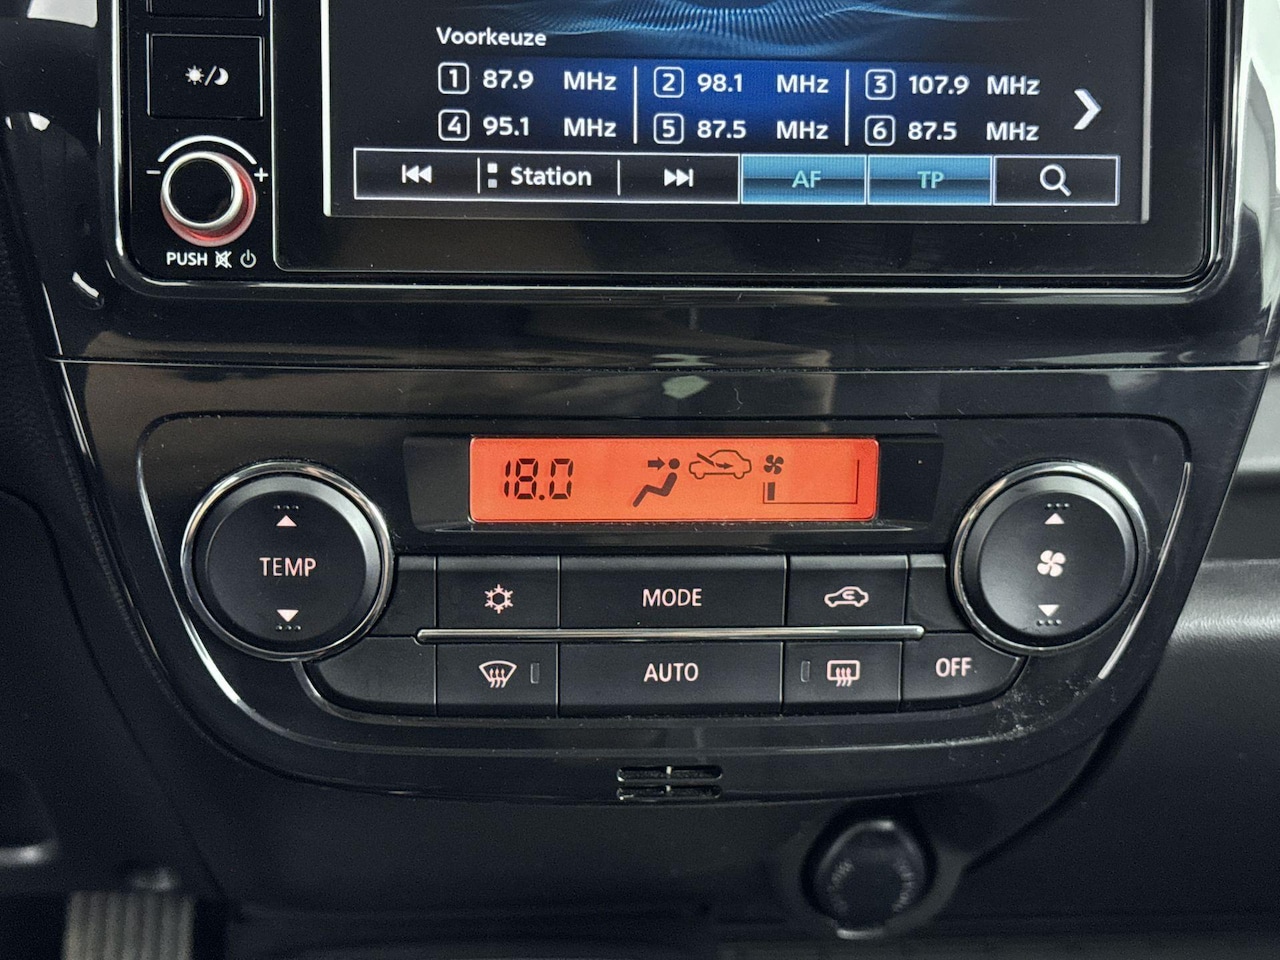 Voorkeuze
1 87.9 MHz 2 98.1 MHz 3 107.9 MHz
4 95.1 MHz 5 87.5 MHz 6 87.5 MHz
Station AF TP
- +
PUSH
18.0
TEMP
MODE
AUTO
OFF